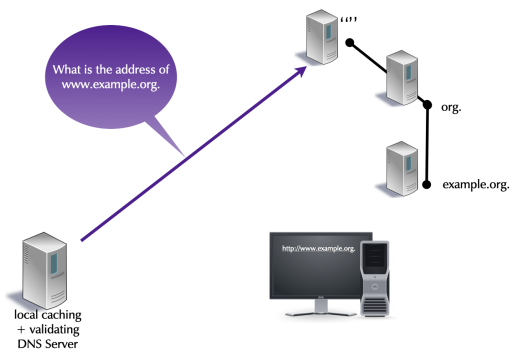 “”
What is the address of
www.example.org.
org.
example.org.
http://www.example.org.
local caching
+ validating
DNS Server